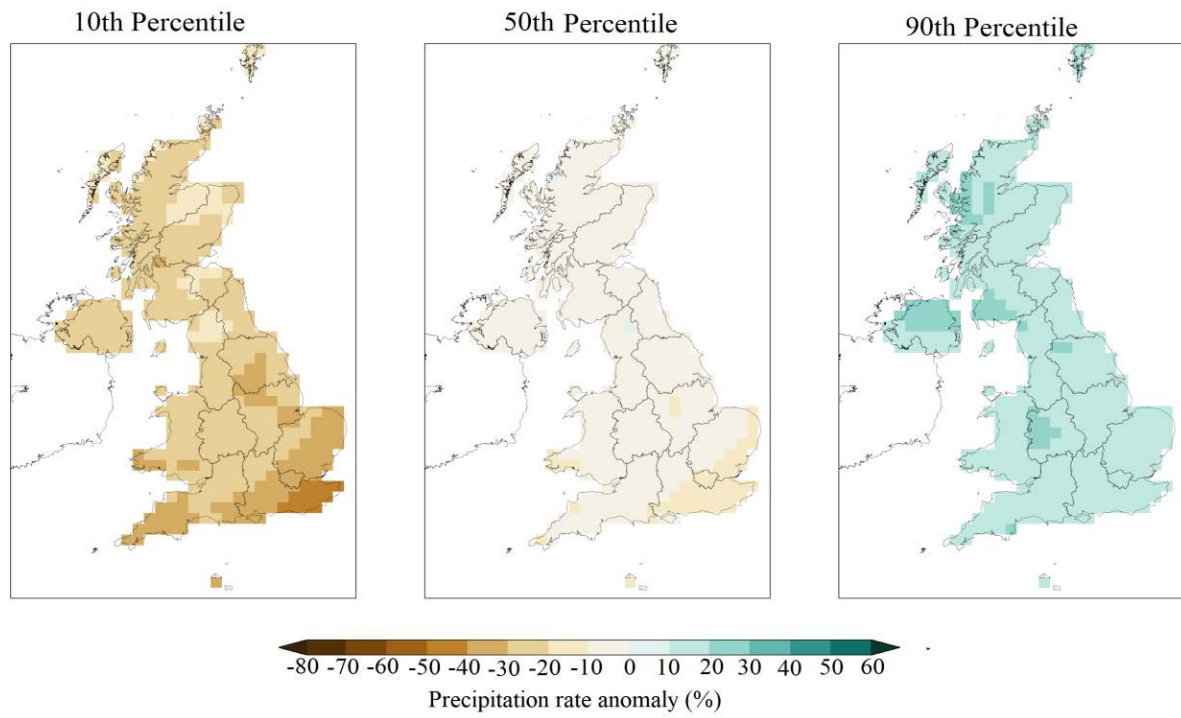 10th Percentile 50th Percentile 90th Percentile
-80 -70 -60 -50 -40 -30 -20 -10 0 10 20 30 40 50 60
Precipitation rate anomaly (%)